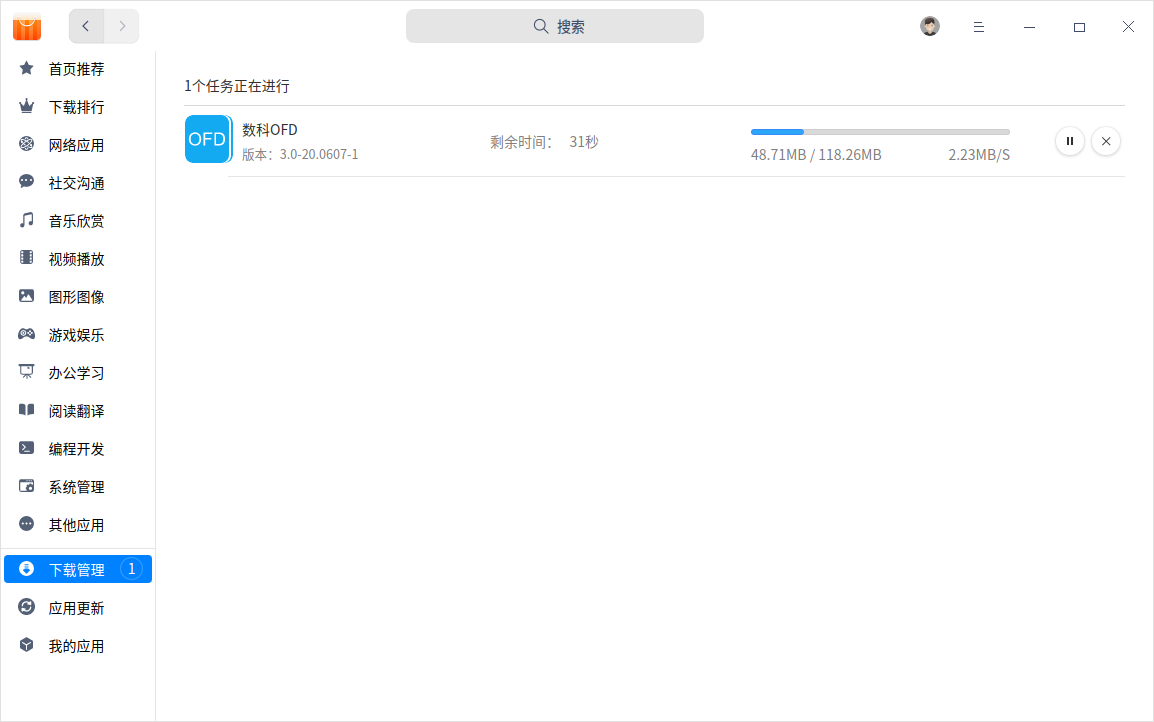 搜索
首页推荐
下载排行
网络应用
社交沟通
音乐欣赏
视频播放
图形图像
游戏娱乐
办公学习
阅读翻译
编程开发
系统管理
其他应用
下载管理 1
应用更新
我的应用
1个任务正在进行
OFD
数科OFD
版本：3.0-20.0607-1
剩余时间： 31秒
48.71MB / 118.26MB 2.23MB/S